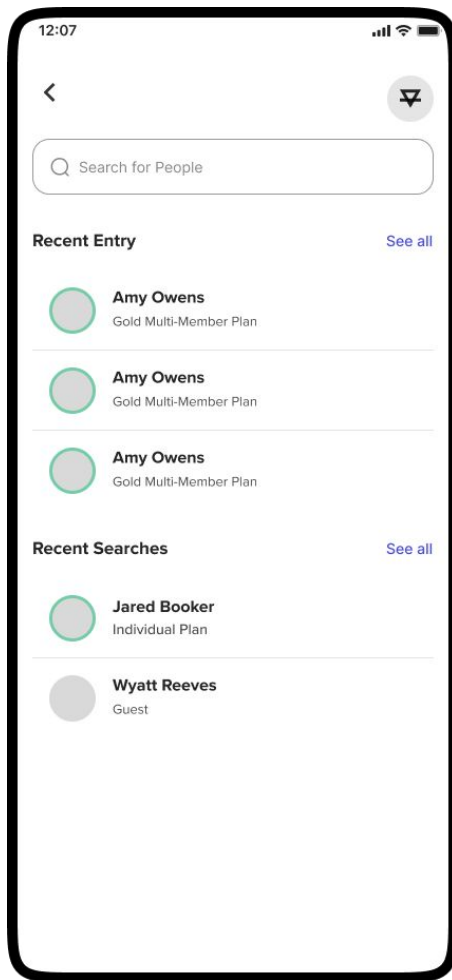 12:07
Search for People
Recent Entry See all
Amy Owens
Gold Multi-Member Plan
Amy Owens
Gold Multi-Member Plan
Amy Owens
Gold Multi-Member Plan
Recent Searches See all
Jared Booker
Individual Plan
Wyatt Reeves
Guest